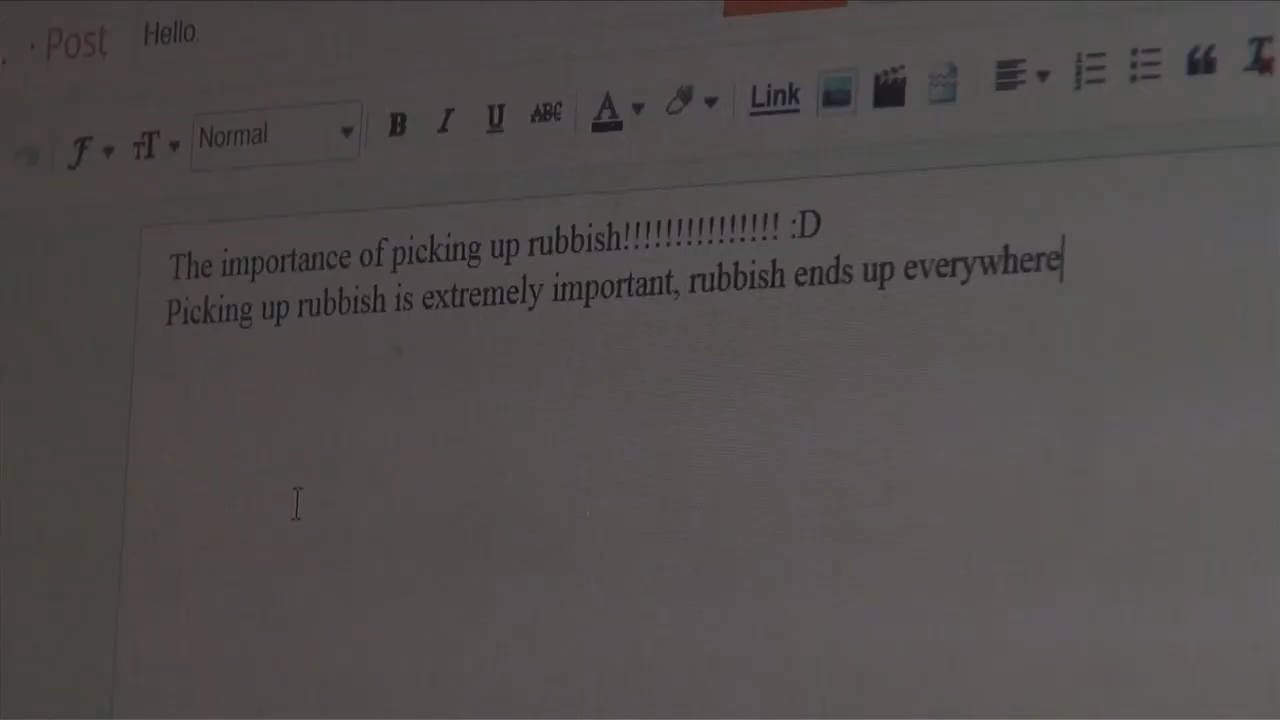 · Post Hello
Normal B I U ABC A Link
The importance of picking up rubbish!!!!!!!!!!!!!!! :D
Picking up rubbish is extremely important, rubbish ends up everywhere